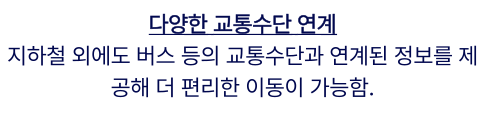 다양한 교통수단 연계
지하철 외에도 버스 등의 교통수단과 연계된 정보를 제
공해 더 편리한 이동이 가능함.